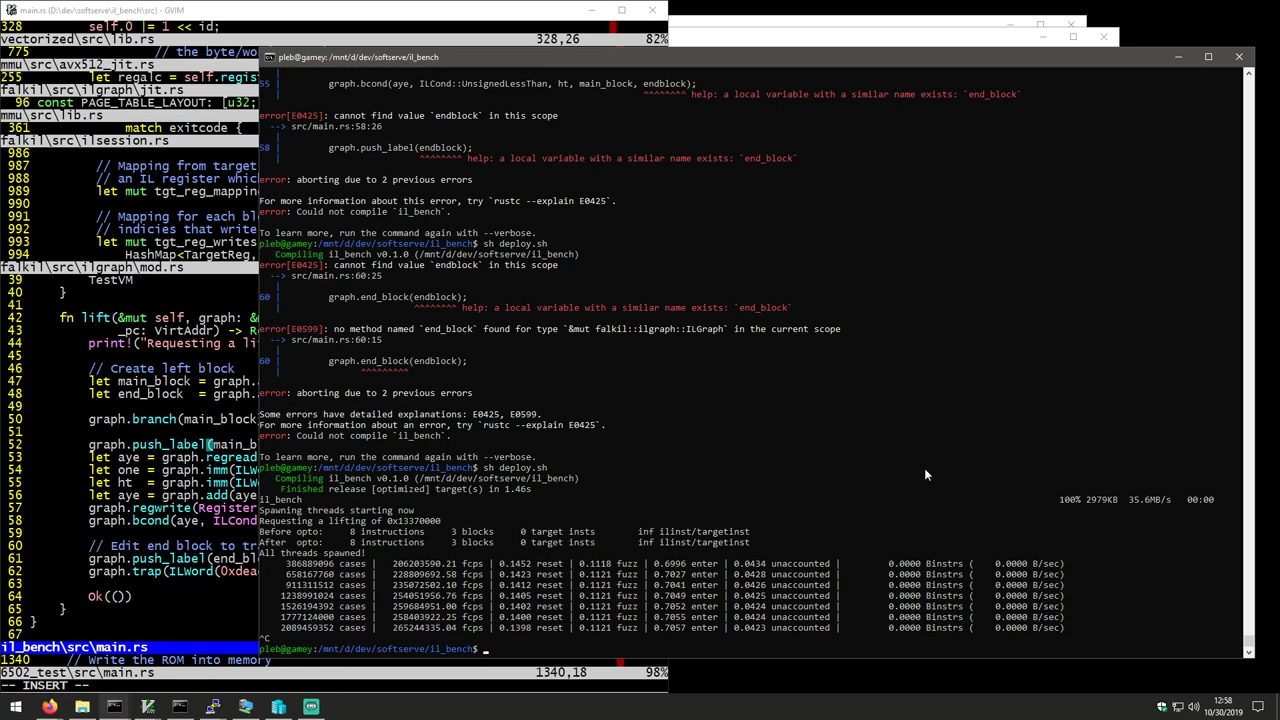 main.rs (D:\dev\softserve\il_bench\src) - GVIM
328 self.0 |= 1 << id;
vectorized\src\lib.rs 328,26 82%
775 // the byte/wo
mmu\src\avx512_jit.rs
255 let regalc = self.regis
falkil\src\ilgraph\jit.rs
96 const PAGE_TABLE_LAYOUT: [u32;
mmu\src\lib.rs
361 match exitcode {
falkil\src\ilsession.rs
986
987 // Mapping from target
988 // an IL register whic
989 let mut tgt_reg_mapping
990
991 // Mapping for each bl
992 // indicies that write
993 let mut tgt_reg_writes
994 HashMap<TargetReg,
falkil\src\ilgraph\mod.rs
39 TestVM
40 }
41
42 fn lift(&mut self, graph: &
43 _pc: VirtAddr) -> Re
44 print!("Requesting a li
45
46 // Create left block
47 let main_block = graph.
48 let end_block = graph.
49
50 graph.branch(main_block
51
52 graph.push_label(main_b
53 let aye = graph.regread
54 let one = graph.imm(ILW
55 let ht = graph.imm(ILW
56 let aye = graph.add(aye
57 graph.regwrite(Register
58 graph.bcond(aye, ILCond
59
60 // Edit end block to tr
61 graph.push_label(end_bl
62 graph.trap(ILWord(0xdea
63
64 Ok(())
65 }
66 }
67
il_bench\src\main.rs
1340 // Write the ROM into memory
6502_test\src\main.rs 1340,18 98%
-- INSERT --
pleb@gamey: /mnt/d/dev/softserve/il_bench
55 | graph.bcond(aye, ILCond::UnsignedLessThan, ht, main_block, endblock);
| ^^^^^^^^ help: a local variable with a similar name exists: `end_block`
error[E0425]: cannot find value `endblock` in this scope
--> src/main.rs:58:26
|
58 | graph.push_label(endblock);
| ^^^^^^^^ help: a local variable with a similar name exists: `end_block`
error: aborting due to 2 previous errors
For more information about this error, try `rustc --explain E0425`.
error: Could not compile `il_bench`.
To learn more, run the command again with --verbose.
pleb@gamey:/mnt/d/dev/softserve/il_bench$ sh deploy.sh
Compiling il_bench v0.1.0 (/mnt/d/dev/softserve/il_bench)
error[E0425]: cannot find value `endblock` in this scope
--> src/main.rs:60:25
|
60 | graph.end_block(endblock);
| ^^^^^^^^ help: a local variable with a similar name exists: `end_block`
error[E0599]: no method named `end_block` found for type `&mut falkil::ilgraph::ILGraph` in the current scope
--> src/main.rs:60:15
|
60 | graph.end_block(endblock);
| ^^^^^^^^^
error: aborting due to 2 previous errors
Some errors have detailed explanations: E0425, E0599.
For more information about an error, try `rustc --explain E0425`.
error: Could not compile `il_bench`.
To learn more, run the command again with --verbose.
pleb@gamey:/mnt/d/dev/softserve/il_bench$ sh deploy.sh
Compiling il_bench v0.1.0 (/mnt/d/dev/softserve/il_bench)
Finished release [optimized] target(s) in 1.46s
il_bench 100% 2979KB 35.6MB/s 00:00
Spawning threads starting now
Requesting a lifting of 0x13370000
Before opto: 8 instructions 3 blocks 0 target insts inf ilinst/targetinst
After opto: 8 instructions 3 blocks 0 target insts inf ilinst/targetinst
All threads spawned!
386889096 cases | 206203590.21 fcps | 0.1452 reset | 0.1118 fuzz | 0.6996 enter | 0.0434 unaccounted | 0.0000 Binstrs ( 0.0000 B/sec)
658167760 cases | 228809692.58 fcps | 0.1423 reset | 0.1121 fuzz | 0.7027 enter | 0.0428 unaccounted | 0.0000 Binstrs ( 0.0000 B/sec)
911311512 cases | 235072502.10 fcps | 0.1412 reset | 0.1121 fuzz | 0.7041 enter | 0.0426 unaccounted | 0.0000 Binstrs ( 0.0000 B/sec)
1238991024 cases | 254051956.76 fcps | 0.1405 reset | 0.1121 fuzz | 0.7049 enter | 0.0425 unaccounted | 0.0000 Binstrs ( 0.0000 B/sec)
1526194392 cases | 259684951.00 fcps | 0.1402 reset | 0.1121 fuzz | 0.7052 enter | 0.0424 unaccounted | 0.0000 Binstrs ( 0.0000 B/sec)
1777124000 cases | 258403922.25 fcps | 0.1400 reset | 0.1121 fuzz | 0.7055 enter | 0.0424 unaccounted | 0.0000 Binstrs ( 0.0000 B/sec)
2089459352 cases | 265244335.04 fcps | 0.1398 reset | 0.1121 fuzz | 0.7057 enter | 0.0423 unaccounted | 0.0000 Binstrs ( 0.0000 B/sec)
^C
pleb@gamey:/mnt/d/dev/softserve/il_bench$
12:58
10/30/2019